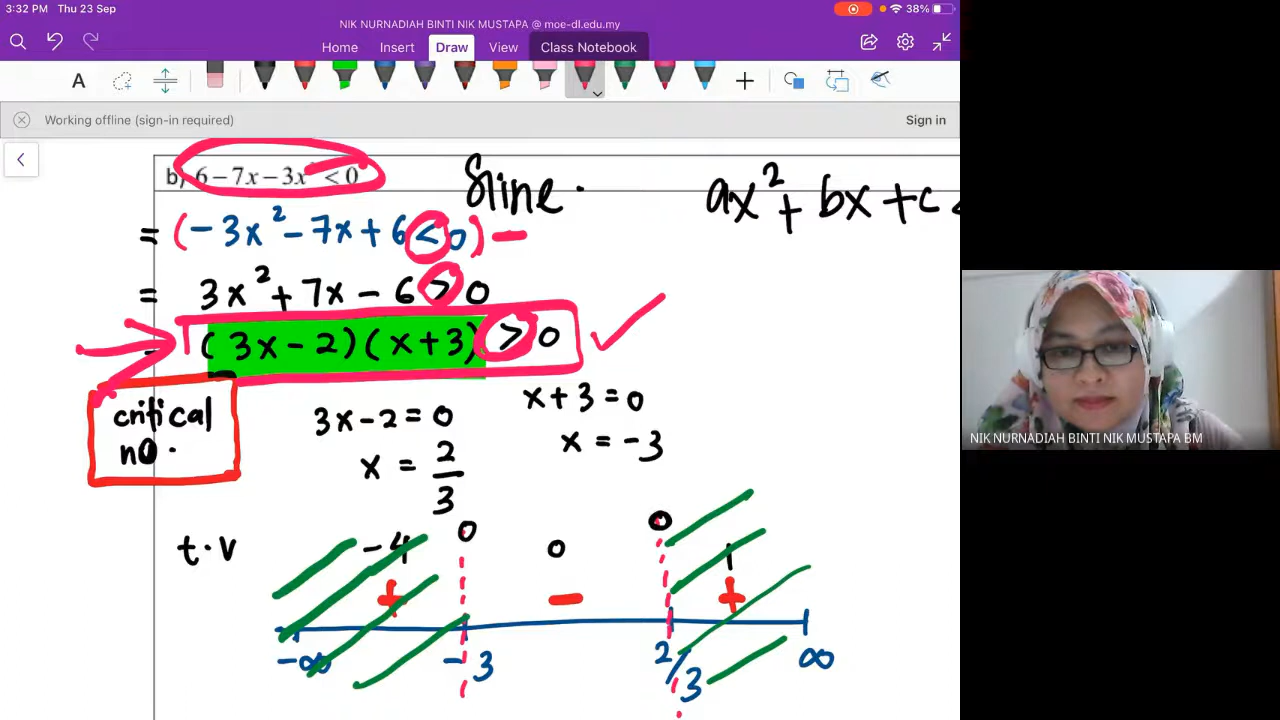 3:32 PM Thu 23 Sep
38%
NIK NURNADIAH BINTI NIK MUSTAPA @ moe-dl.edu.my
Home Insert Draw View Class Notebook
A
Working offline (sign-in required) Sign in
b) 6 − 7x − 3x² < 0
ax² + bx + c <
= (−3x² − 7x + 6 < 0) −
= 3x² + 7x − 6 > 0
(3x − 2)(x + 3) > 0
critical
no.
3x − 2 = 0
x + 3 = 0
x = 2/3
x = −3
t.v −4 0 0 0 1
+ − +
−∞ −3 2/3 ∞
NIK NURNADIAH BINTI NIK MUSTAPA BM